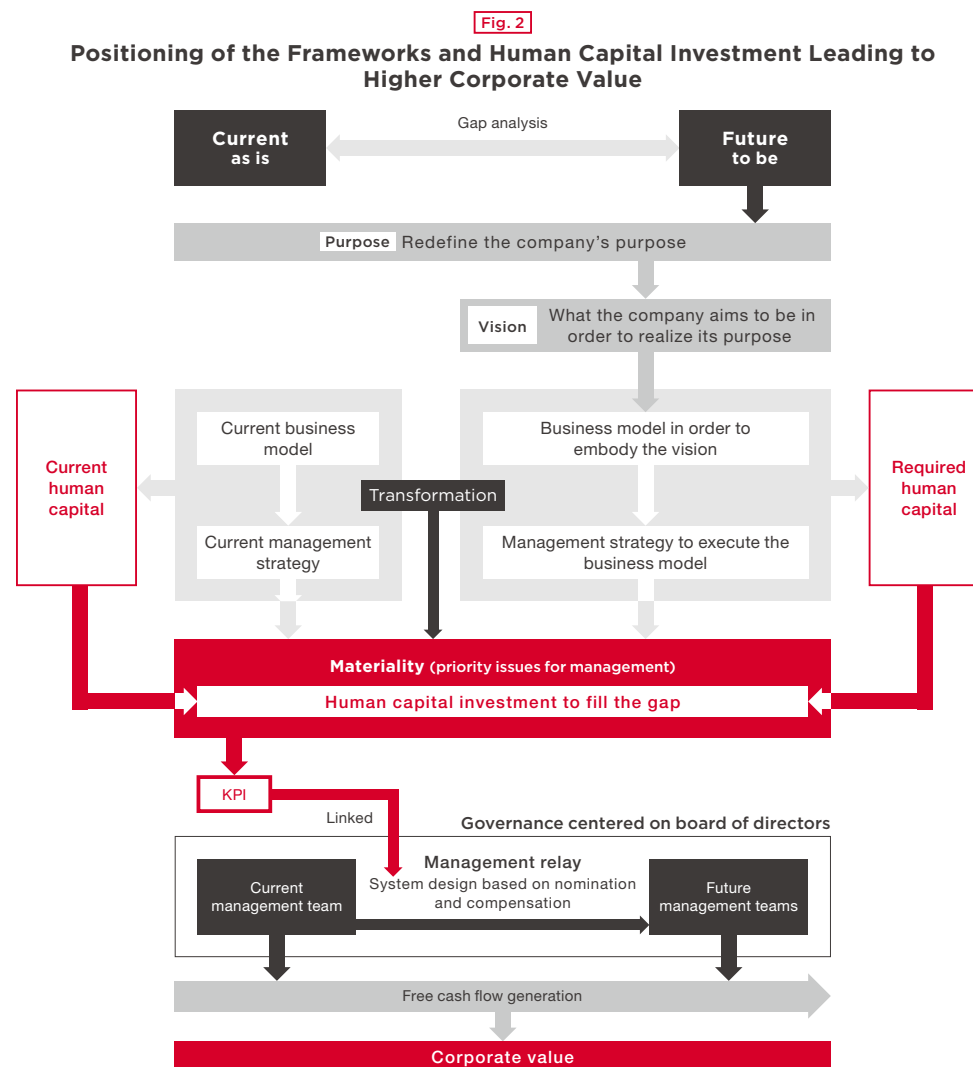 Fig. 2
Positioning of the Frameworks and Human Capital Investment Leading to
Higher Corporate Value
Current
as is
Gap analysis
Future
to be
Purpose Redefine the company's purpose
Vision
What the company aims to be in
order to realize its purpose
Current
human
capital
Current business
model
Current management
strategy
Transformation
Business model in order to
embody the vision
Management strategy to execute the
business model
Required
human
capital
Materiality (priority issues for management)
Human capital investment to fill the gap
KPI
Linked
Governance centered on board of directors
Current
management team
Management relay
System design based on nomination
and compensation
Future
management teams
Free cash flow generation
Corporate value